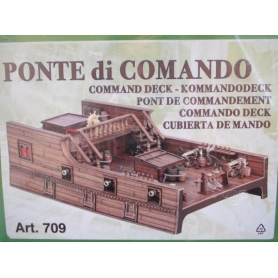 PONTE di COMANDO
COMMAND DECK - KOMMANDODECK
PONT DE COMMANDEMENT
COMMANDO DECK
CUBIERTA DE MANDO
Art. 709